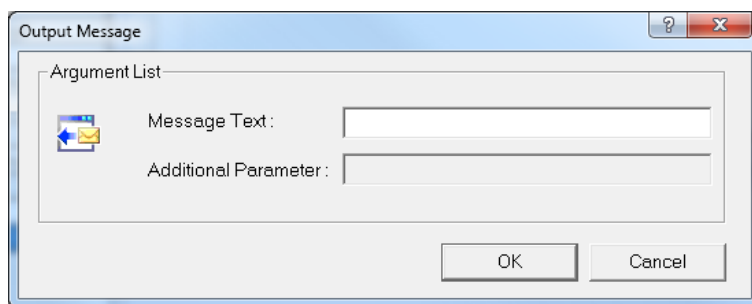 Output Message
Argument List
Message Text :
Additional Parameter :
OK Cancel